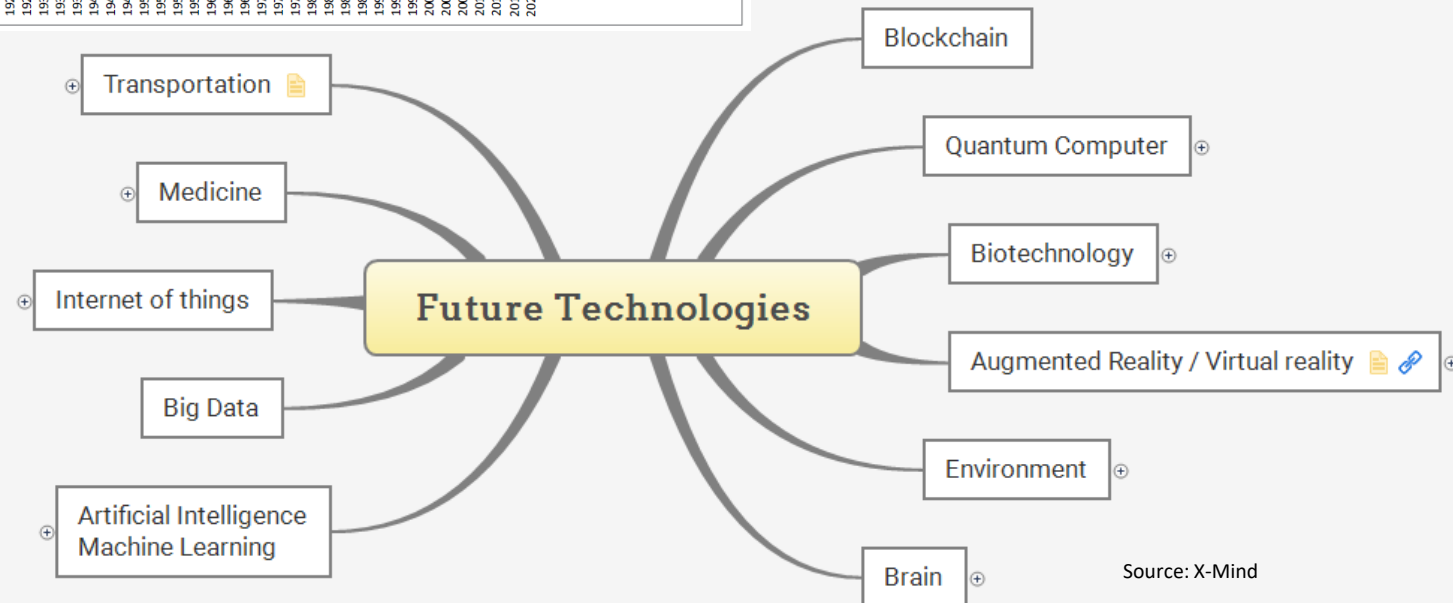 Blockchain
Transportation
Quantum Computer
Medicine
Biotechnology
Internet of things
Future Technologies
Augmented Reality / Virtual reality
Big Data
Environment
Artificial Intelligence
Machine Learning
Brain
Source: X-Mind